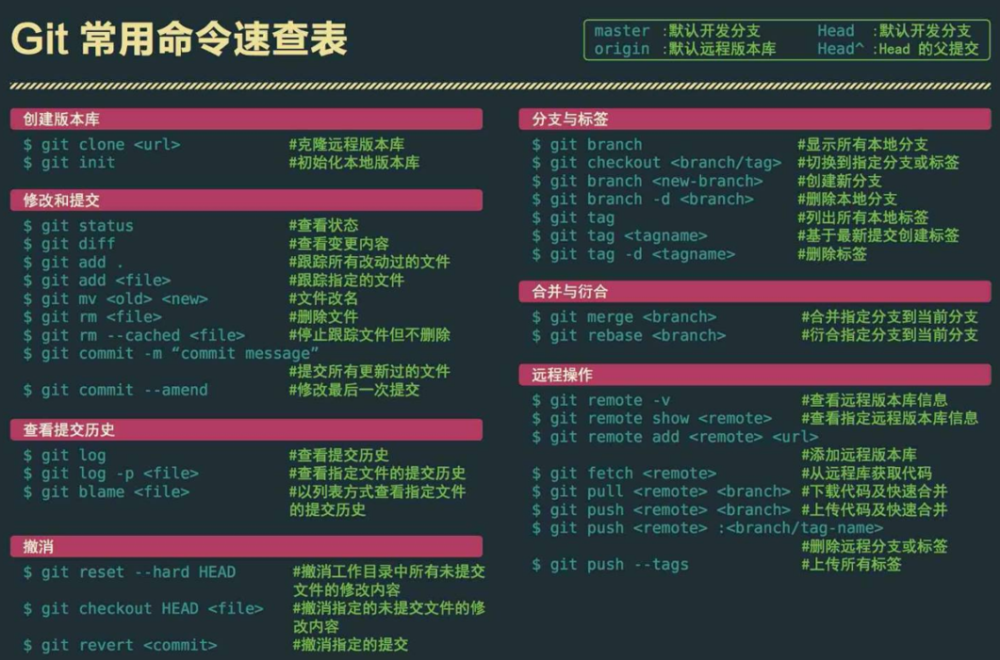 Git 常用命令速查表
master :默认开发分支 Head :默认开发分支
origin :默认远程版本库 Head^ :Head 的父提交
创建版本库
$ git clone <url> #克隆远程版本库
$ git init #初始化本地版本库
修改和提交
$ git status #查看状态
$ git diff #查看变更内容
$ git add . #跟踪所有改动过的文件
$ git add <file> #跟踪指定的文件
$ git mv <old> <new> #文件改名
$ git rm <file> #删除文件
$ git rm --cached <file> #停止跟踪文件但不删除
$ git commit -m “commit message”
#提交所有更新过的文件
$ git commit --amend #修改最后一次提交
查看提交历史
$ git log #查看提交历史
$ git log -p <file> #查看指定文件的提交历史
$ git blame <file> #以列表方式查看指定文件
的提交历史
撤消
$ git reset --hard HEAD #撤消工作目录中所有未提交
文件的修改内容
$ git checkout HEAD <file> #撤消指定的未提交文件的修
改内容
$ git revert <commit> #撤消指定的提交
分支与标签
$ git branch #显示所有本地分支
$ git checkout <branch/tag> #切换到指定分支或标签
$ git branch <new-branch> #创建新分支
$ git branch -d <branch> #删除本地分支
$ git tag #列出所有本地标签
$ git tag <tagname> #基于最新提交创建标签
$ git tag -d <tagname> #删除标签
合并与衍合
$ git merge <branch> #合并指定分支到当前分支
$ git rebase <branch> #衍合指定分支到当前分支
远程操作
$ git remote -v #查看远程版本库信息
$ git remote show <remote> #查看指定远程版本库信息
$ git remote add <remote> <url>
#添加远程版本库
$ git fetch <remote> #从远程库获取代码
$ git pull <remote> <branch> #下载代码及快速合并
$ git push <remote> <branch> #上传代码及快速合并
$ git push <remote> :<branch/tag-name>
#删除远程分支或标签
$ git push --tags #上传所有标签